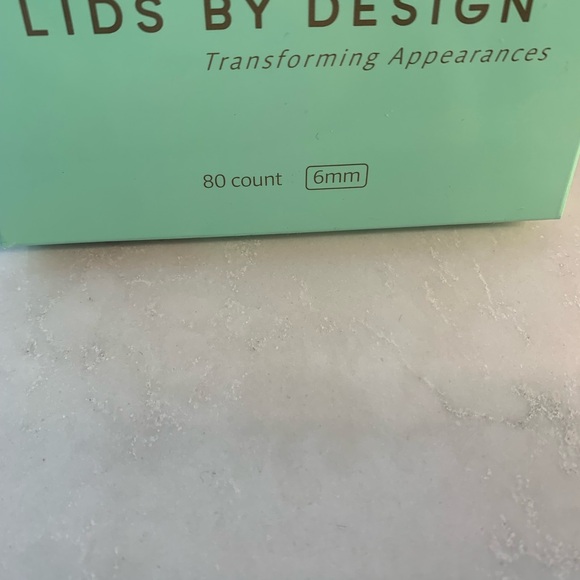 LIDS BY DESIGN
Transforming Appearances
80 count 6mm